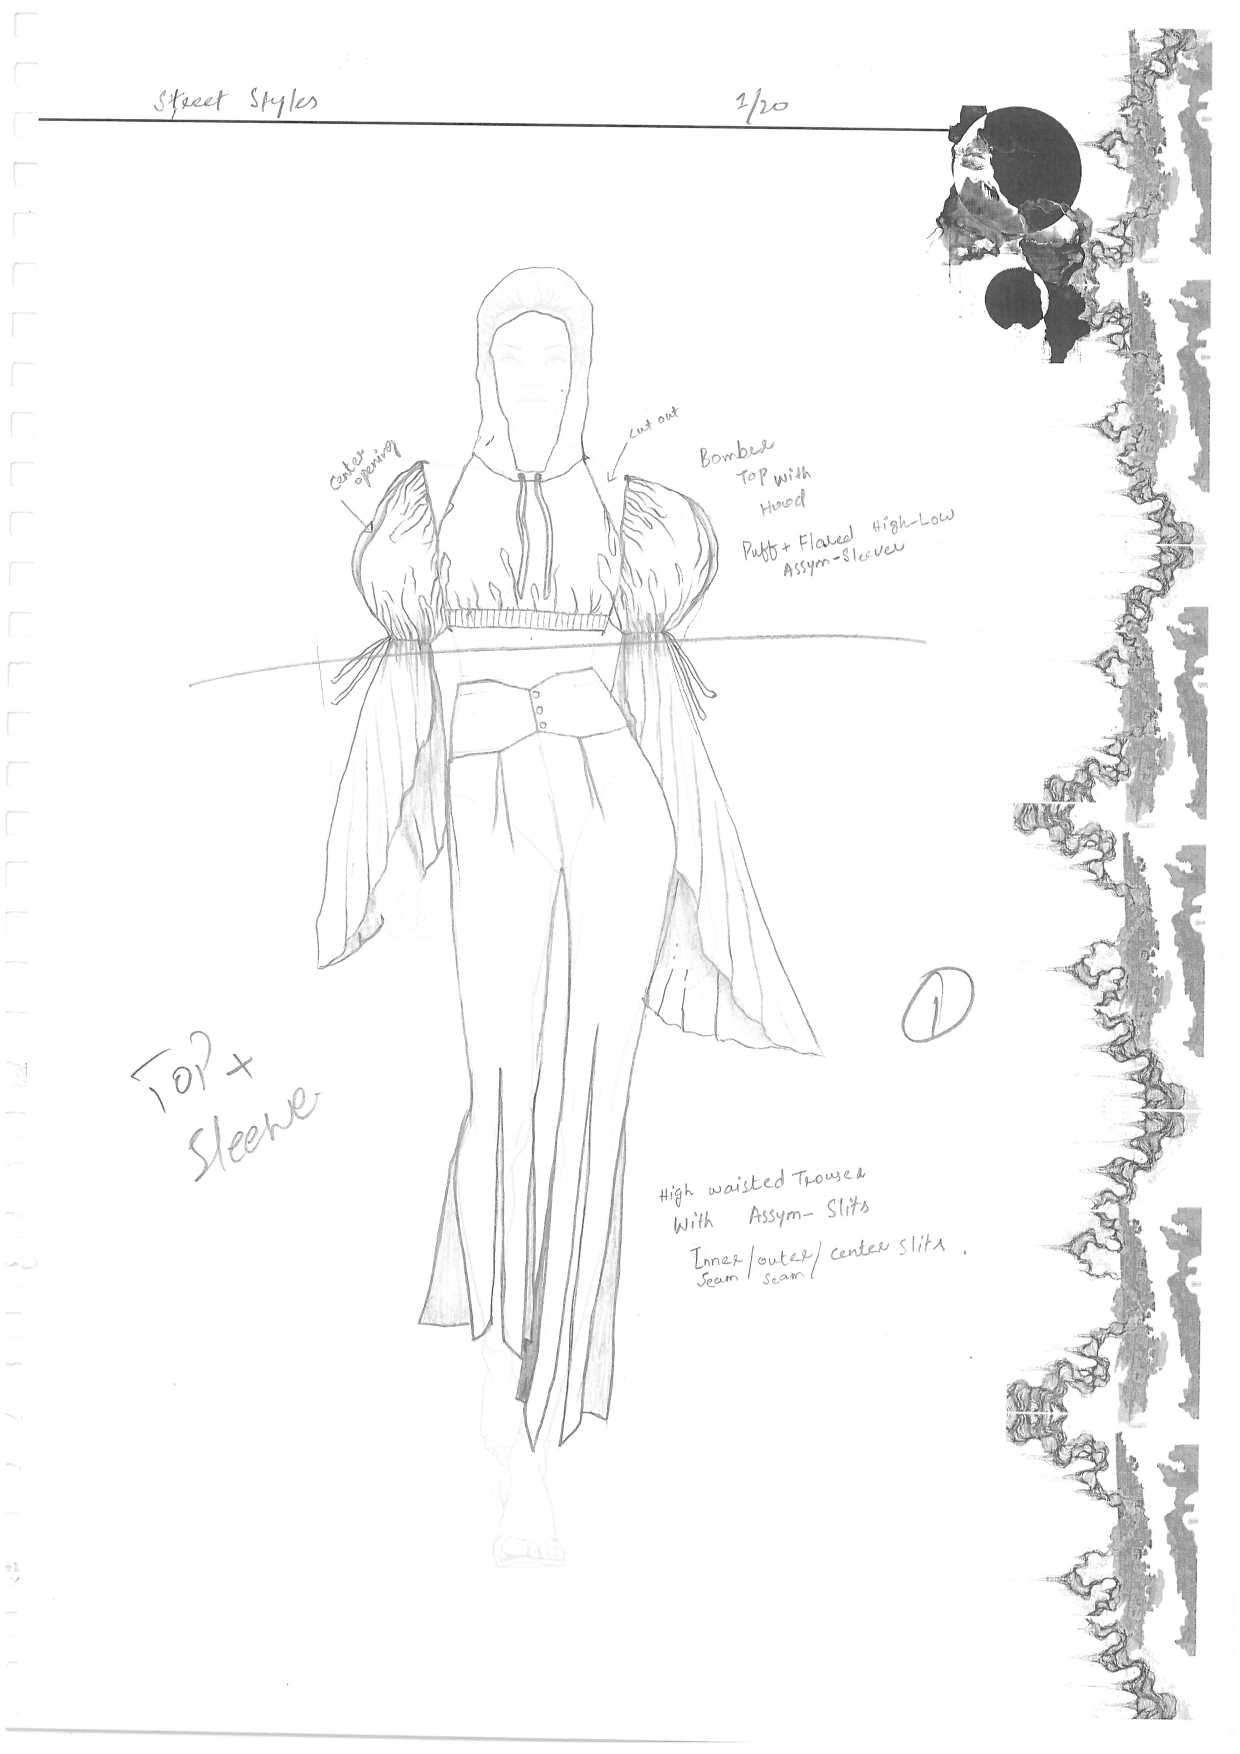 Street Styles
1/20
cut out
center
opening
Bomber
Top with
Hood
Puff + Flared High-Low
Assym-Sleeves
1
Top +
Sleeve
High waisted Trouser
With Assym- Slits
Inner/outer/center slits.
Seam seam